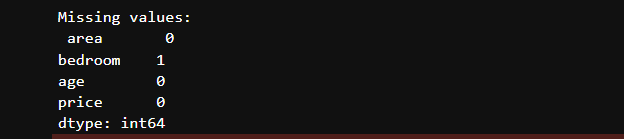 Missing values:
 area       0
bedroom    1
age        0
price      0
dtype: int64